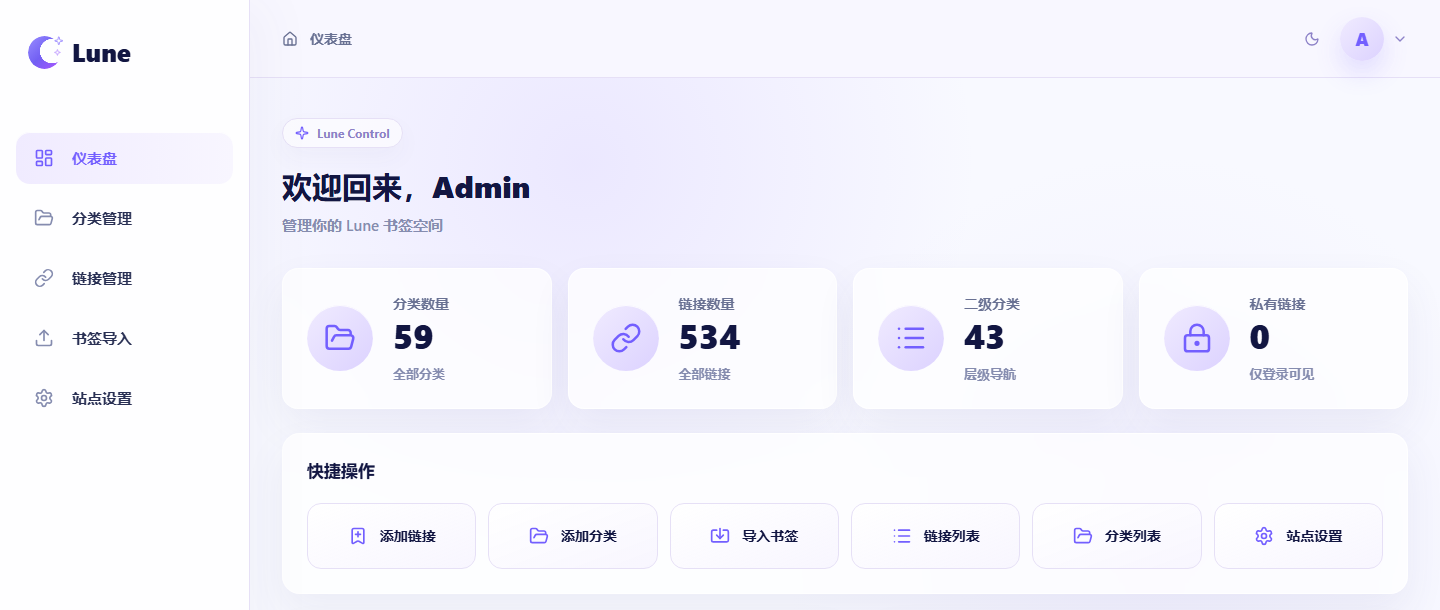 Lune
仪表盘
分类管理
链接管理
书签导入
站点设置
仪表盘
A
Lune Control
欢迎回来，Admin
管理你的 Lune 书签空间
分类数量
59
全部分类
链接数量
534
全部链接
二级分类
43
层级导航
私有链接
0
仅登录可见
快捷操作
添加链接
添加分类
导入书签
链接列表
分类列表
站点设置